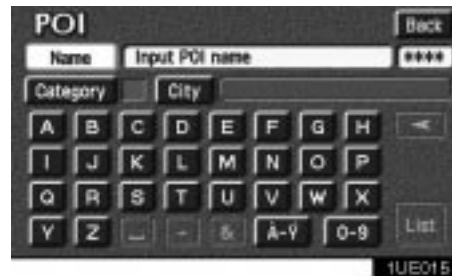 POI Back
Name Input POI name ****
Category City
A B C D E F G H
I J K L M N O P
Q R S T U V W X
Y Z - & À-Ý 0-9 List
1UE015